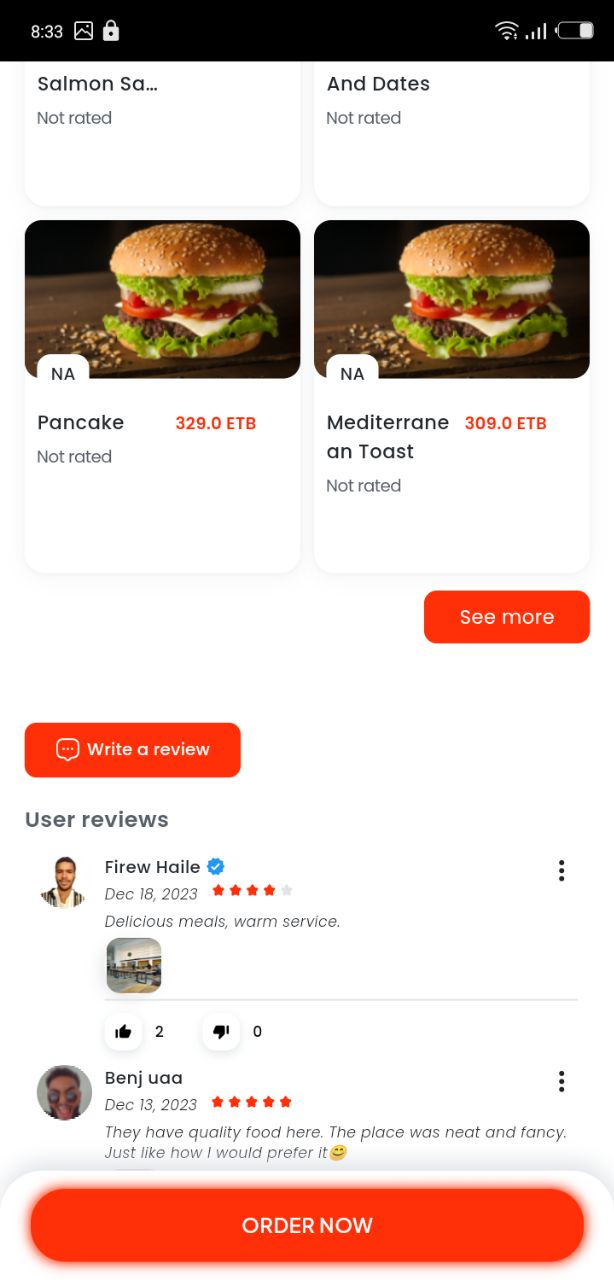 8:33
Salmon Sa...
And Dates
Not rated
Not rated
NA
NA
Pancake 329.0 ETB
Mediterrane 309.0 ETB
an Toast
Not rated
Not rated
See more
Write a review
User reviews
Firew Haile
Dec 18, 2023
Delicious meals, warm service.
2
0
Benj uaa
Dec 13, 2023
They have quality food here. The place was neat and fancy.
Just like how I would prefer it😊
ORDER NOW